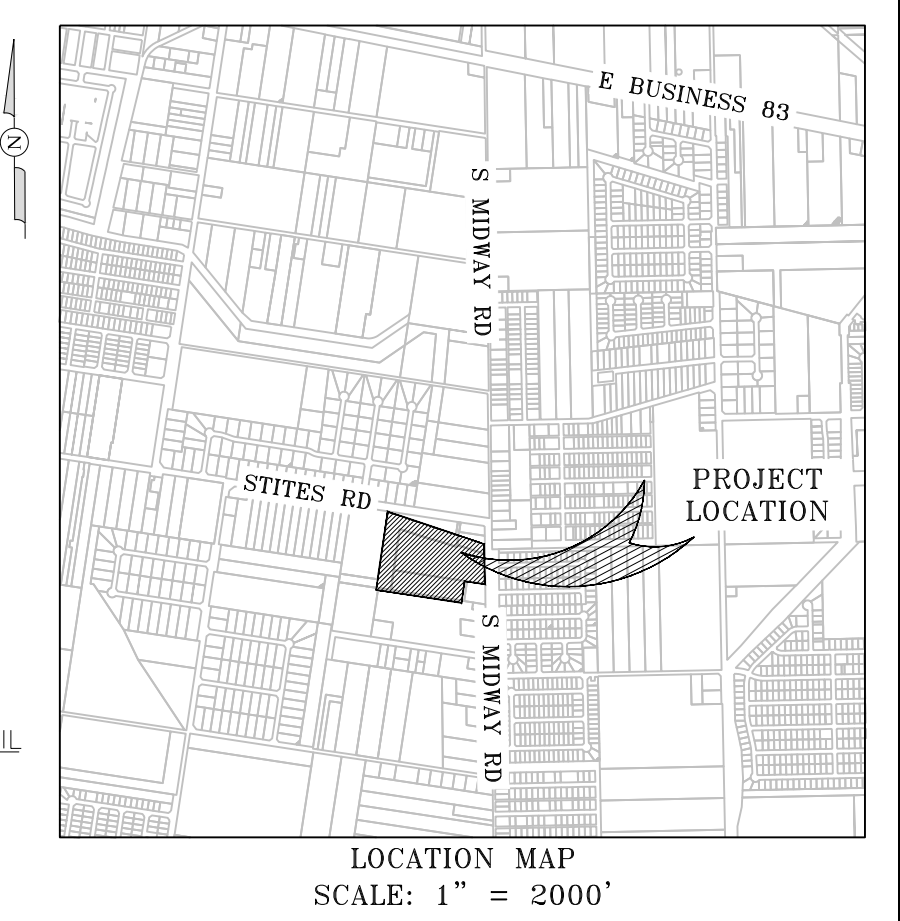 N
E BUSINESS 83
S MIDWAY RD
STITES RD
PROJECT
LOCATION
S MIDWAY RD
LOCATION MAP
SCALE: 1" = 2000'